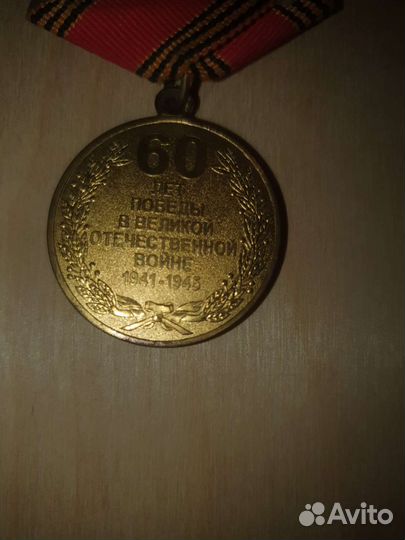 60
ЛЕТ
ПОБЕДЫ
В ВЕЛИКОЙ
ОТЕЧЕСТВЕННОЙ
ВОЙНЕ
1941-1945
Avito